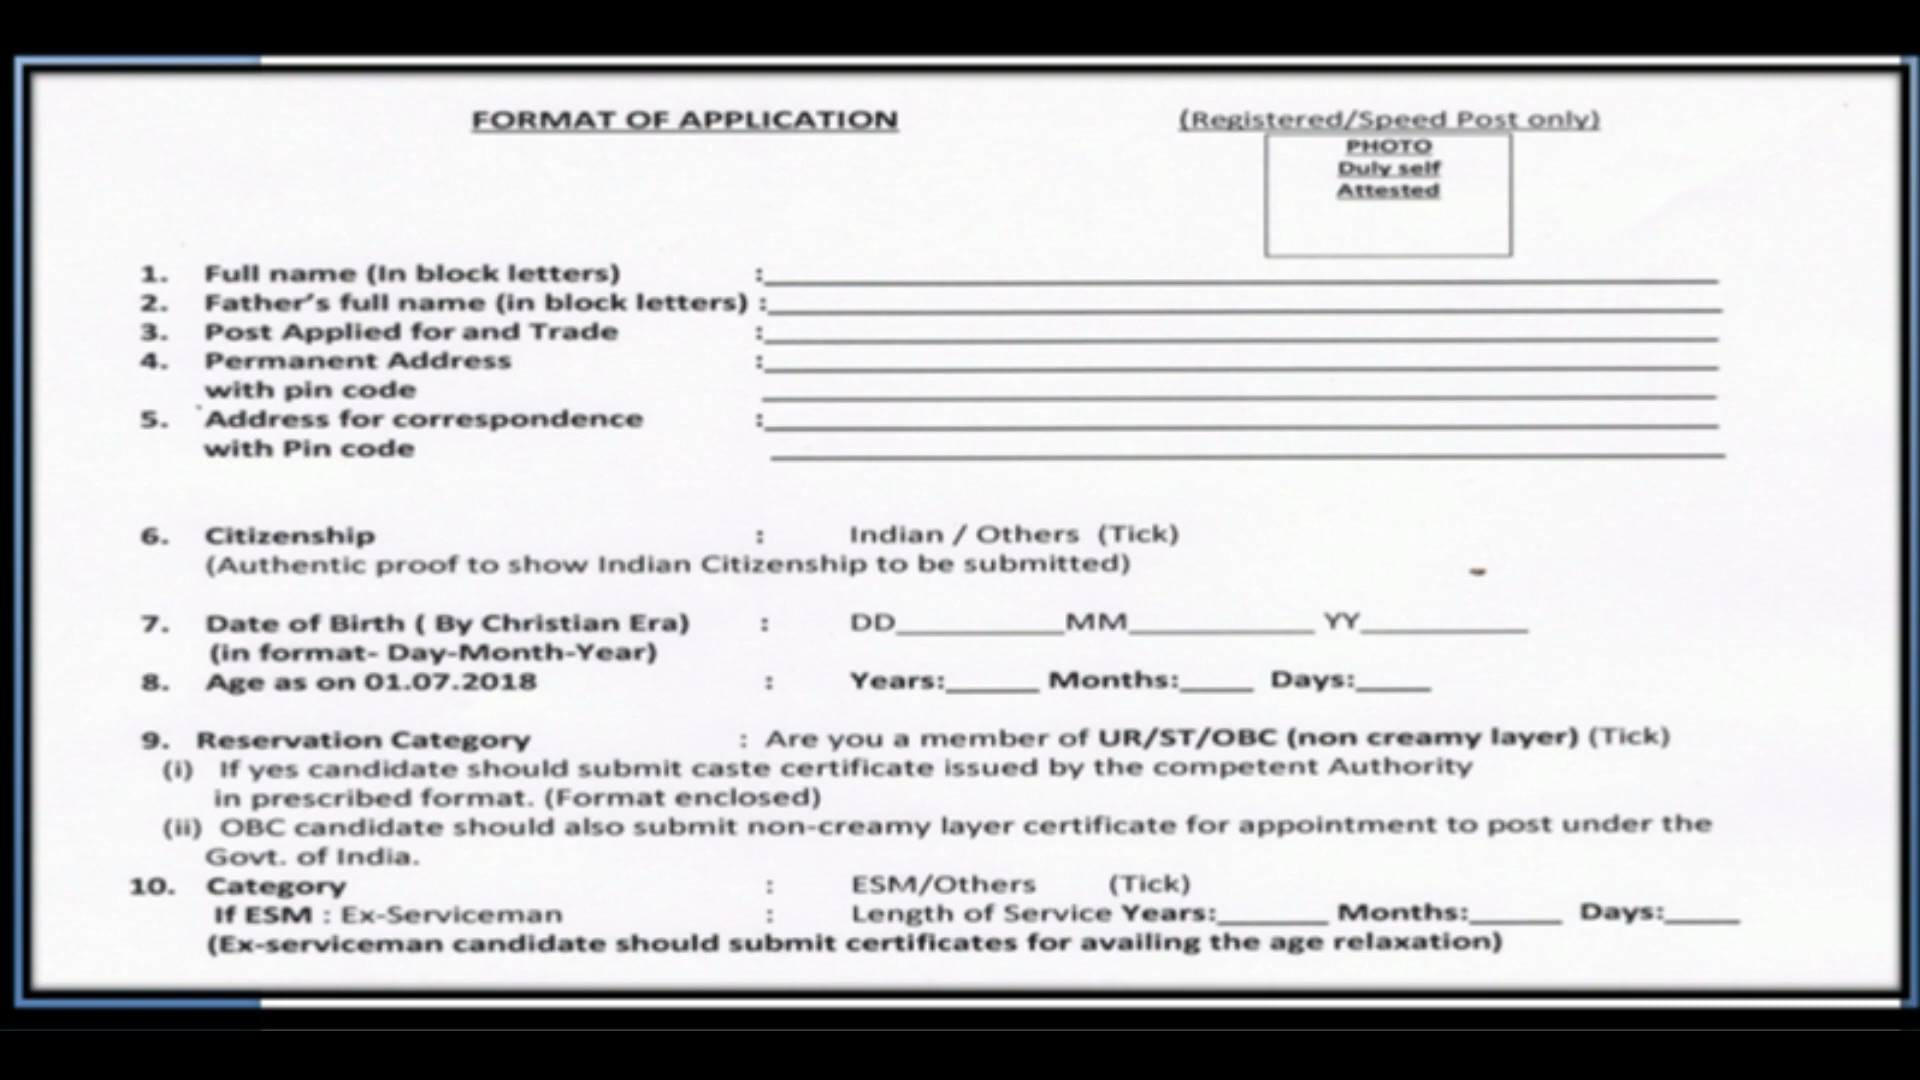 FORMAT OF APPLICATION (Registered/Speed Post only)
PHOTO
Duly self
Attested
1. Full name (In block letters) :
2. Father's full name (in block letters) :
3. Post Applied for and Trade :
4. Permanent Address :
with pin code
5. Address for correspondence :
with Pin code
6. Citizenship : Indian / Others (Tick)
(Authentic proof to show Indian Citizenship to be submitted)
7. Date of Birth ( By Christian Era) : DD__________MM___________ YY__________
(in format- Day-Month-Year)
8. Age as on 01.07.2018 : Years:______ Months:_____ Days:_____
9. Reservation Category : Are you a member of UR/ST/OBC (non creamy layer) (Tick)
(i) If yes candidate should submit caste certificate issued by the competent Authority
in prescribed format. (Format enclosed)
(ii) OBC candidate should also submit non-creamy layer certificate for appointment to post under the
Govt. of India.
10. Category : ESM/Others (Tick)
If ESM : Ex-Serviceman : Length of Service Years:_______ Months:______ Days:_____
(Ex-serviceman candidate should submit certificates for availing the age relaxation)